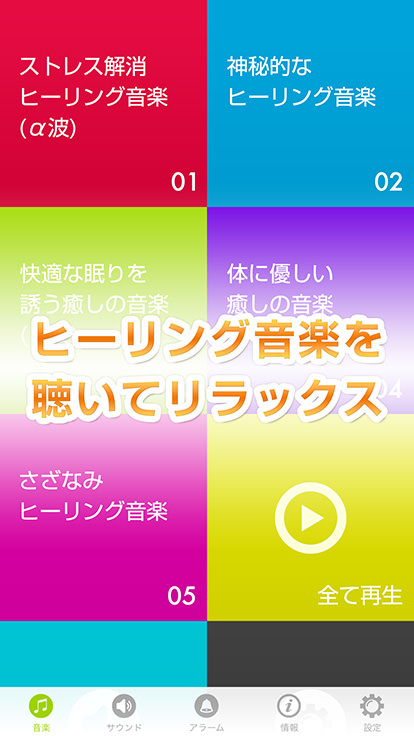 ストレス解消
ヒーリング音楽
(α波)
01
神秘的な
ヒーリング音楽
02
快適な眠りを
誘う癒しの音楽
(
体に優しい
癒しの音楽
04
ヒーリング音楽を
聴いてリラックス
さざなみ
ヒーリング音楽
05
全て再生
音楽
サウンド
アラーム
情報
設定